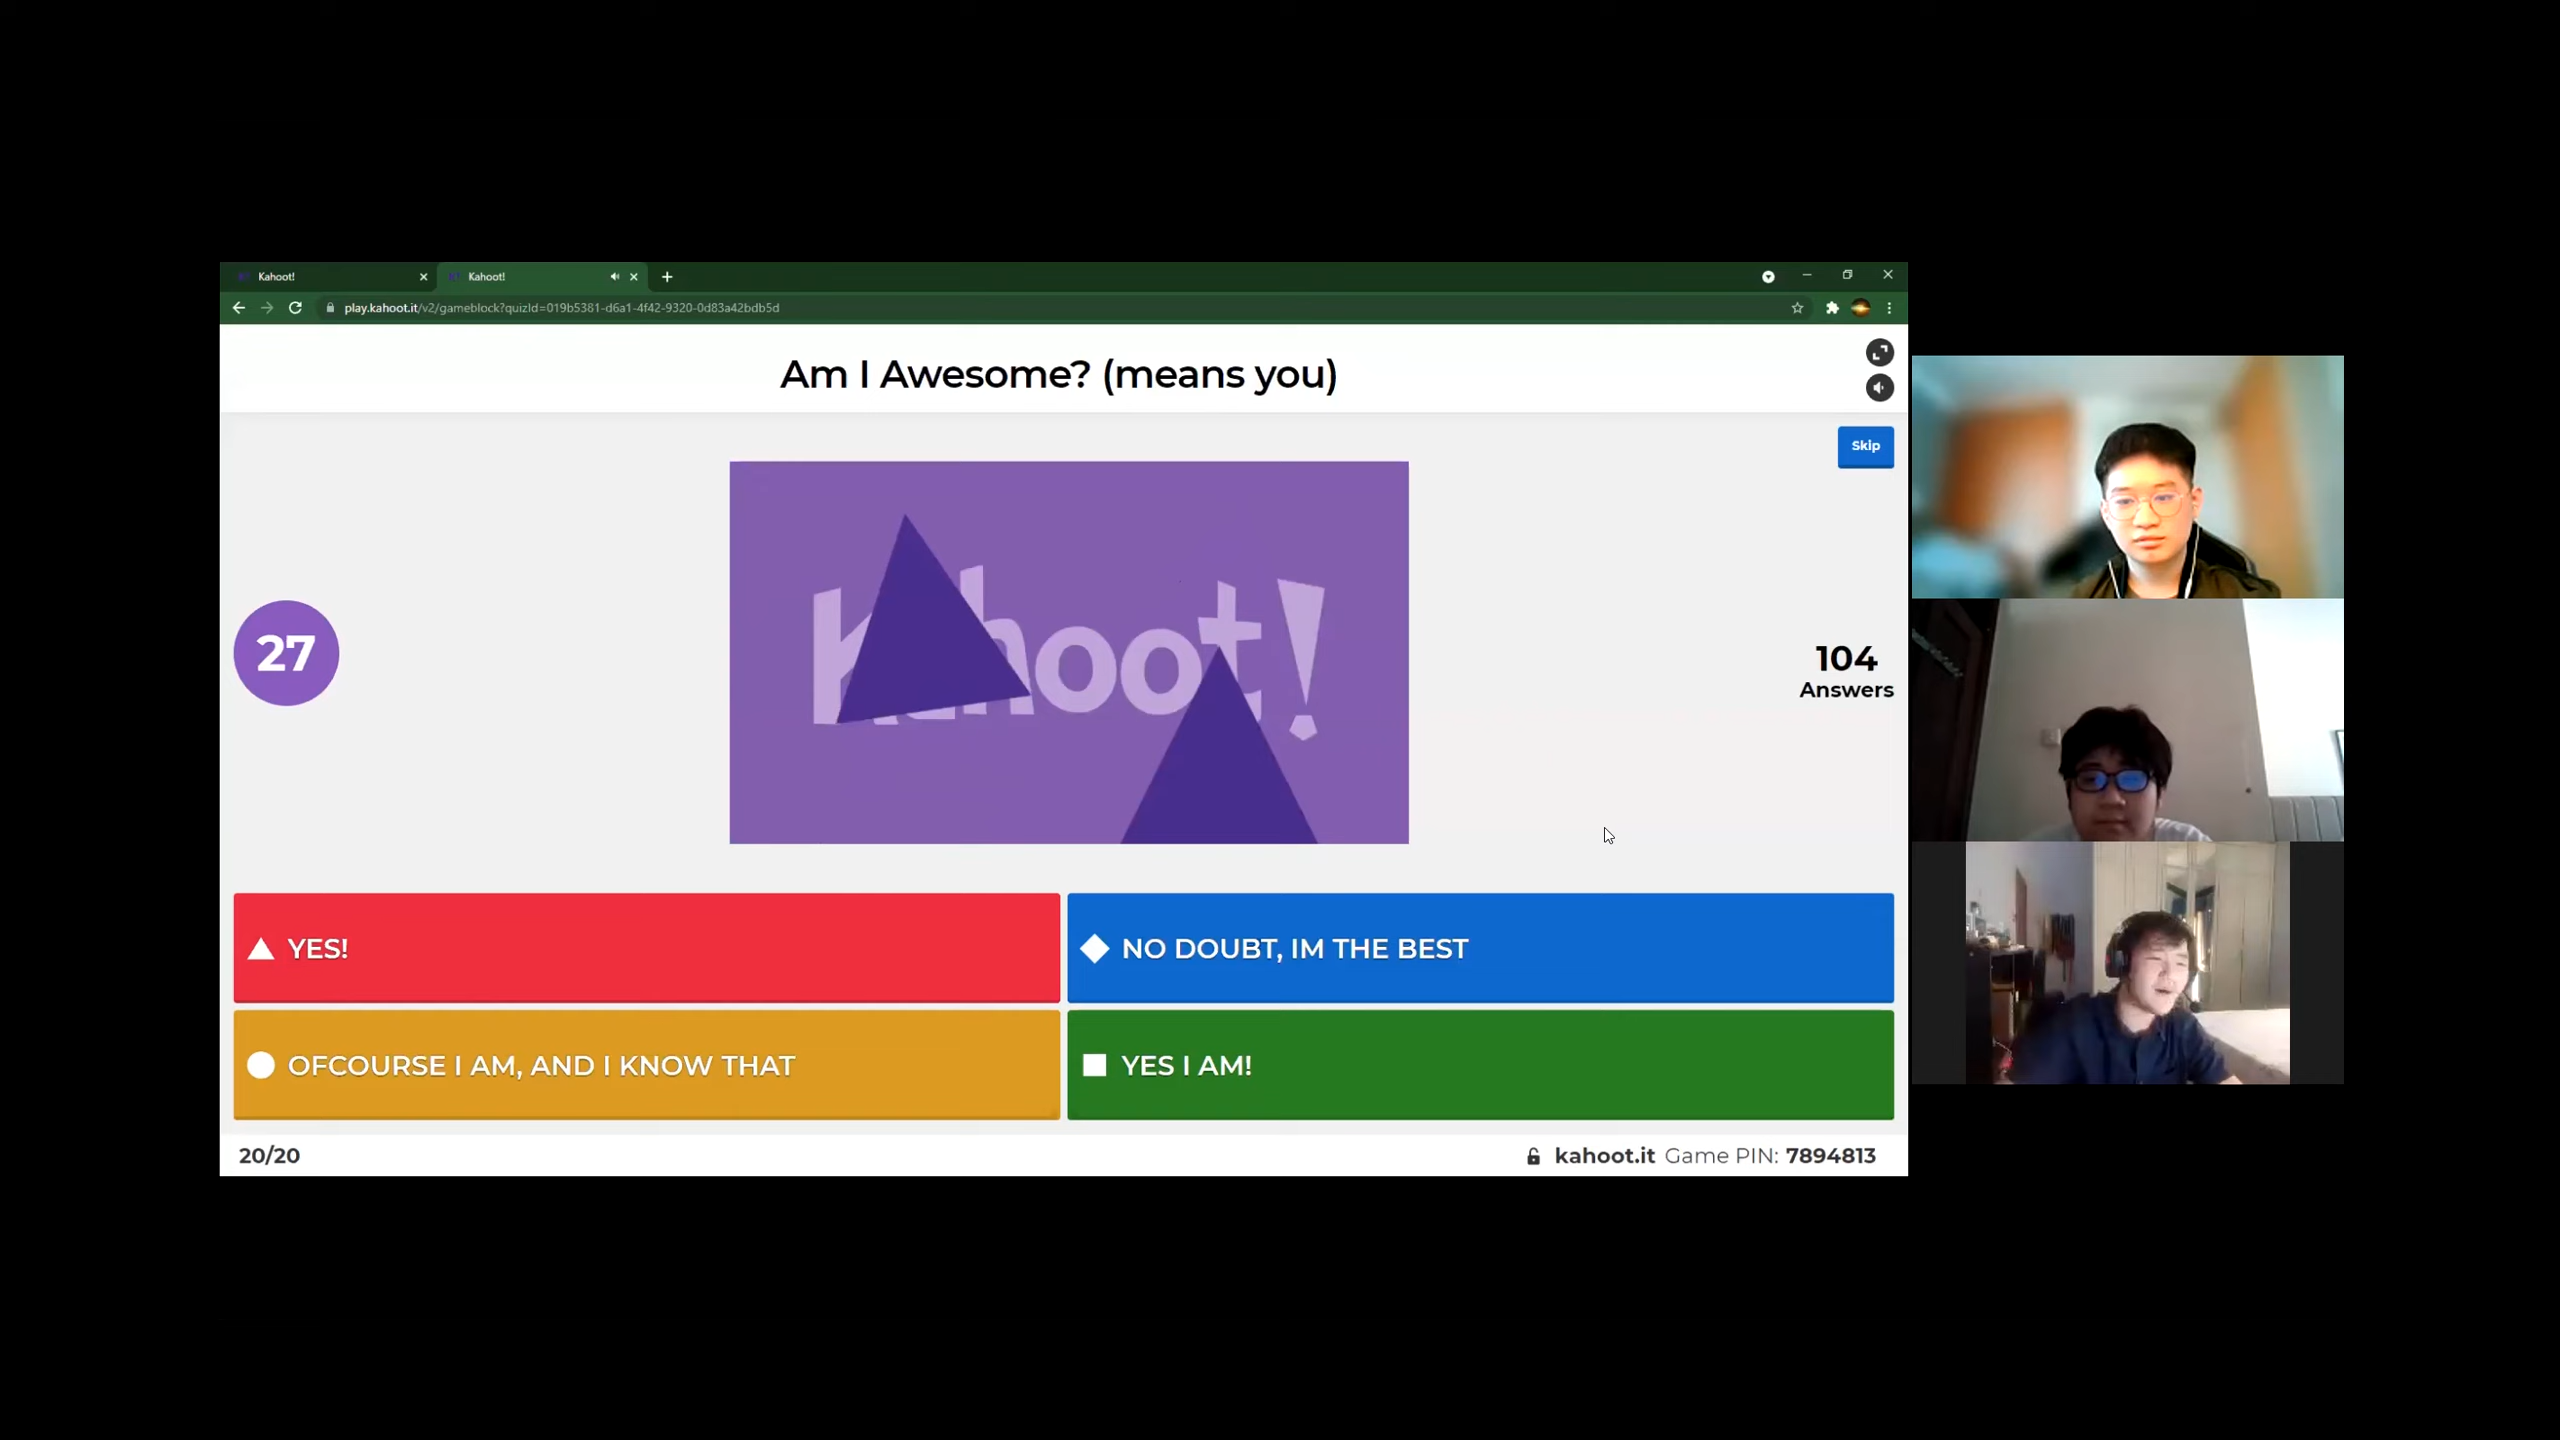 Kahoot!
Kahoot!
play.kahoot.it/v2/gameblock?quizId=019b5381-d6a1-4f42-9320-0d83a42bdb5d
Am I Awesome? (means you)
Skip
Kahoot!
27
104
Answers
YES!
NO DOUBT, IM THE BEST
OFCOURSE I AM, AND I KNOW THAT
YES I AM!
20/20
kahoot.it Game PIN: 7894813